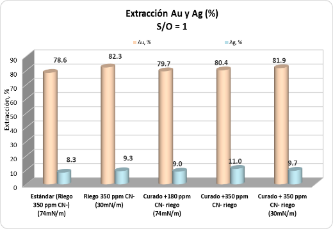 Extracción Au y Ag (%)
S/O = 1
Au, % Ag, %
Extracción, %
90
80
70
60
50
40
30
20
10
0
78.6 82.3 79.7 80.4 81.9
8.3 9.3 9.0 11.0 9.7
Estándar [Riego
350 ppm CN-]
(74mN/m)
Riego 350 ppm CN-
(30mN/m)
Curado +180 ppm
CN- riego
(74mN/m)
Curado +350 ppm
CN- riego
Curado + 350 ppm
CN- riego
(30mN/m)